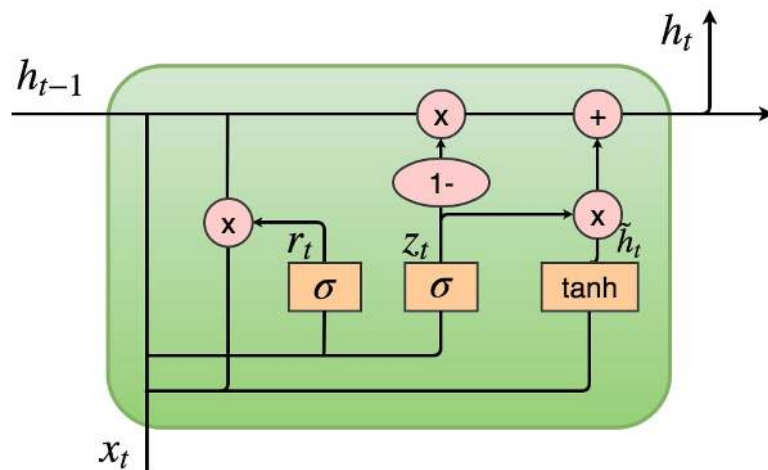 h_t
h_{t-1}
x
+
1-
x
x
r_t
z_t
h̃_t
σ
σ
tanh
x_t